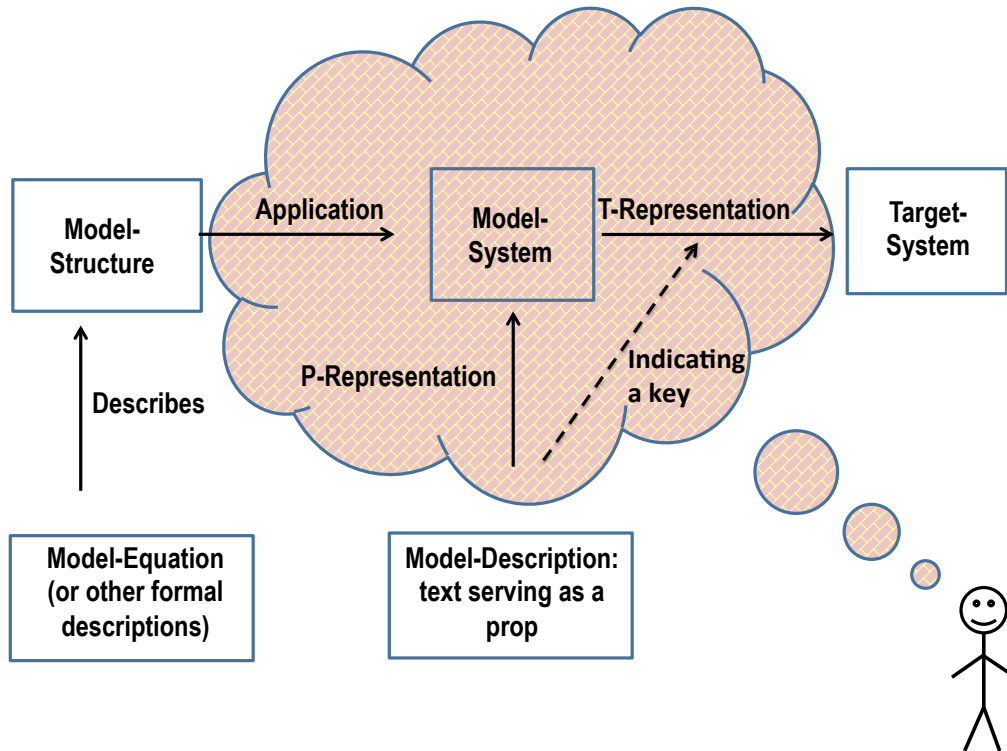 Model-
Structure
Application
Model-
System
T-Representation
Target-
System
P-Representation
Indicating
a key
Describes
Model-Equation
(or other formal
descriptions)
Model-Description:
text serving as a
prop